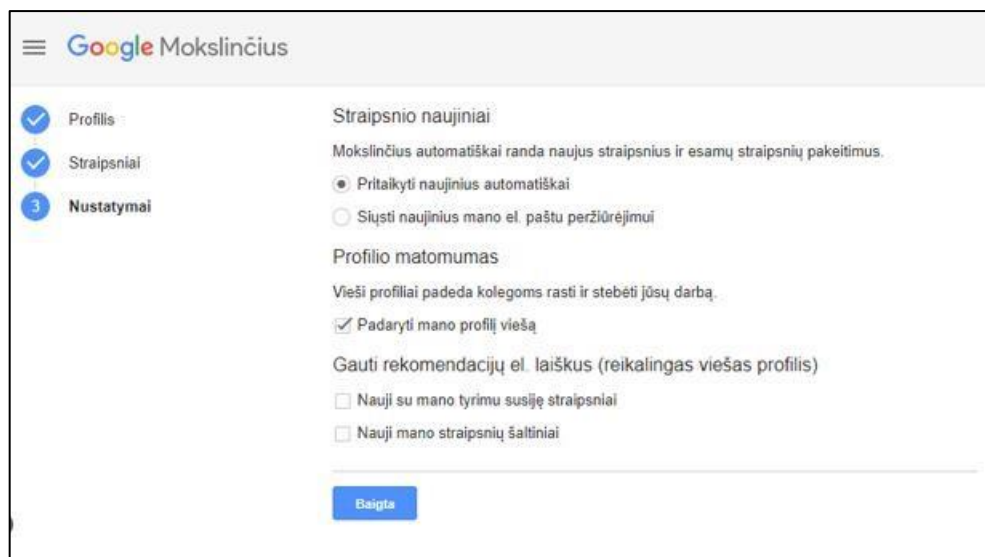 Google Mokslinčius
Profilis
Straipsniai
3 Nustatymai
Straipsnio naujiniai
Mokslinčius automatiškai randa naujus straipsnius ir esamų straipsnių pakeitimus.
Pritaikyti naujinius automatiškai
Siųsti naujinius mano el. paštu peržiūrėjimui
Profilio matomumas
Vieši profiliai padeda kolegoms rasti ir stebėti jūsų darbą.
Padaryti mano profilį viešą
Gauti rekomendacijų el. laiškus (reikalingas viešas profilis)
Nauji su mano tyrimu susiję straipsniai
Nauji mano straipsnių šaltiniai
Baigta